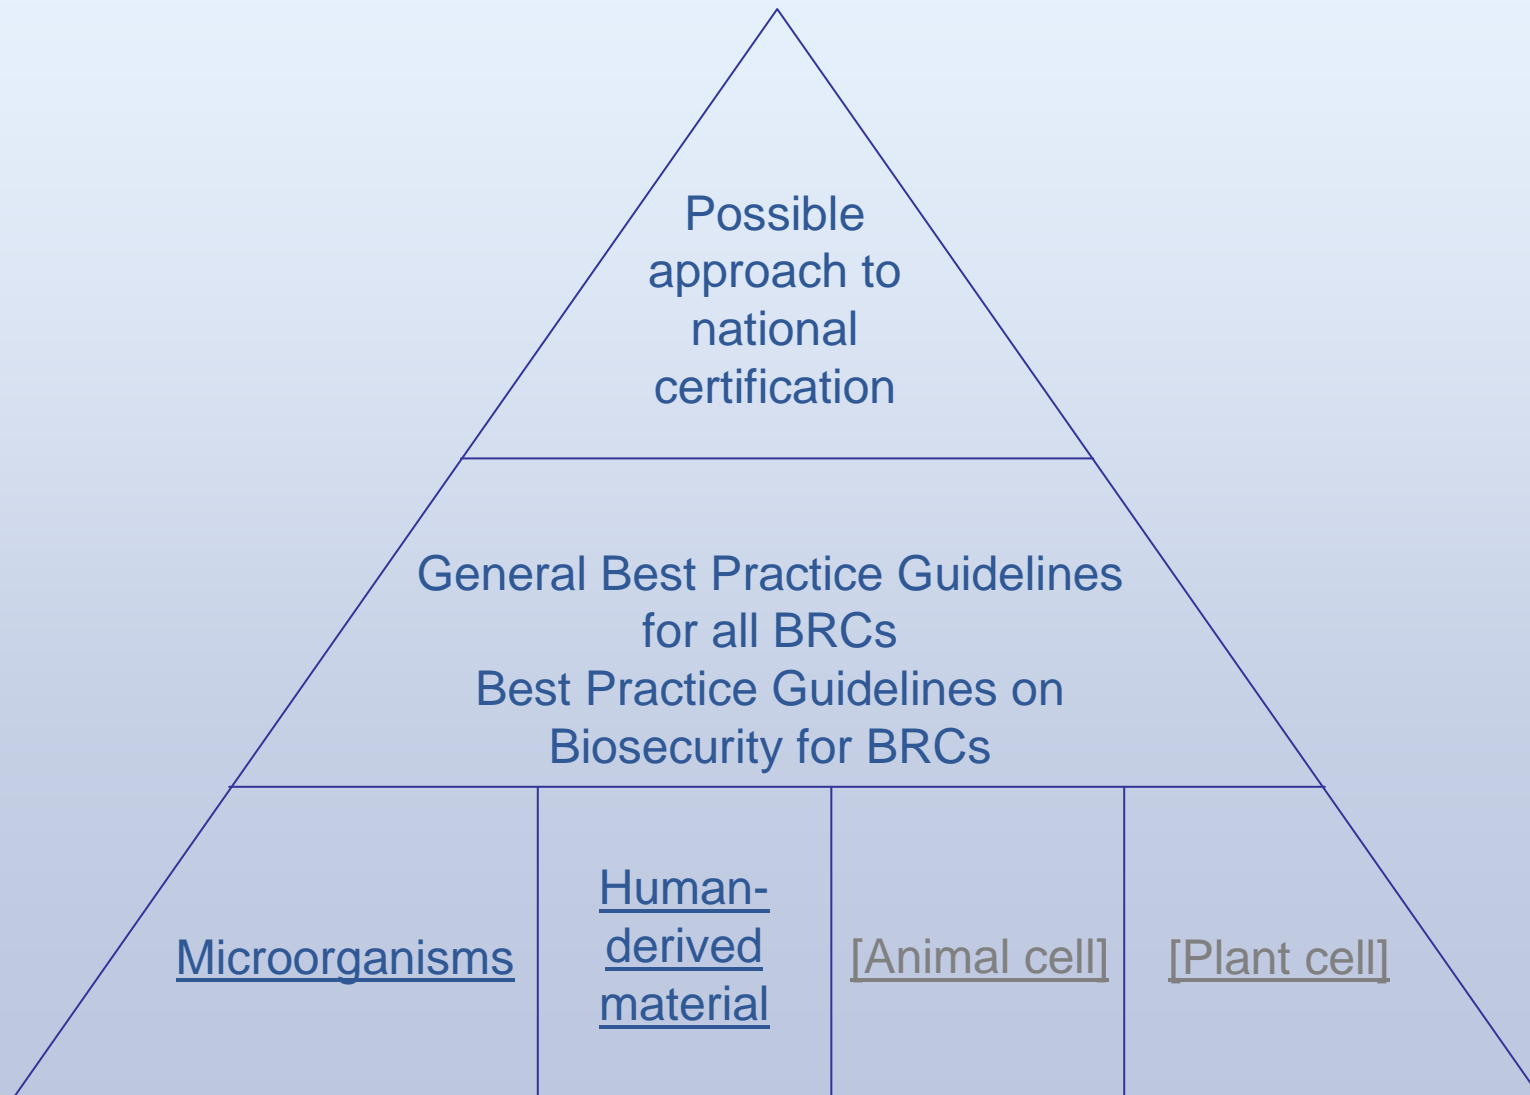 Possible
approach to
national
certification
General Best Practice Guidelines
for all BRCs
Best Practice Guidelines on
Biosecurity for BRCs
Microorganisms
Human-
derived
material
[Animal cell]
[Plant cell]